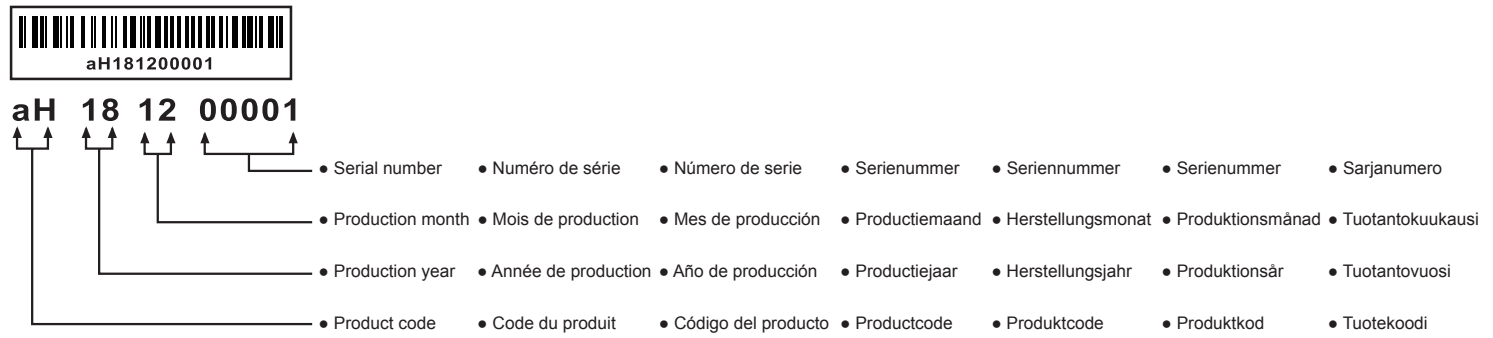 aH181200001
aH 18 12 00001
● Serial number ● Numéro de série ● Número de serie ● Serienummer ● Seriennummer ● Serienummer ● Sarjanumero
● Production month ● Mois de production ● Mes de producción ● Productiemaand ● Herstellungsmonat ● Produktionsmånad ● Tuotantokuukausi
● Production year ● Année de production ● Año de producción ● Productiejaar ● Herstellungsjahr ● Produktionsår ● Tuotantovuosi
● Product code ● Code du produit ● Código del producto ● Productcode ● Produktcode ● Produktkod ● Tuotekoodi